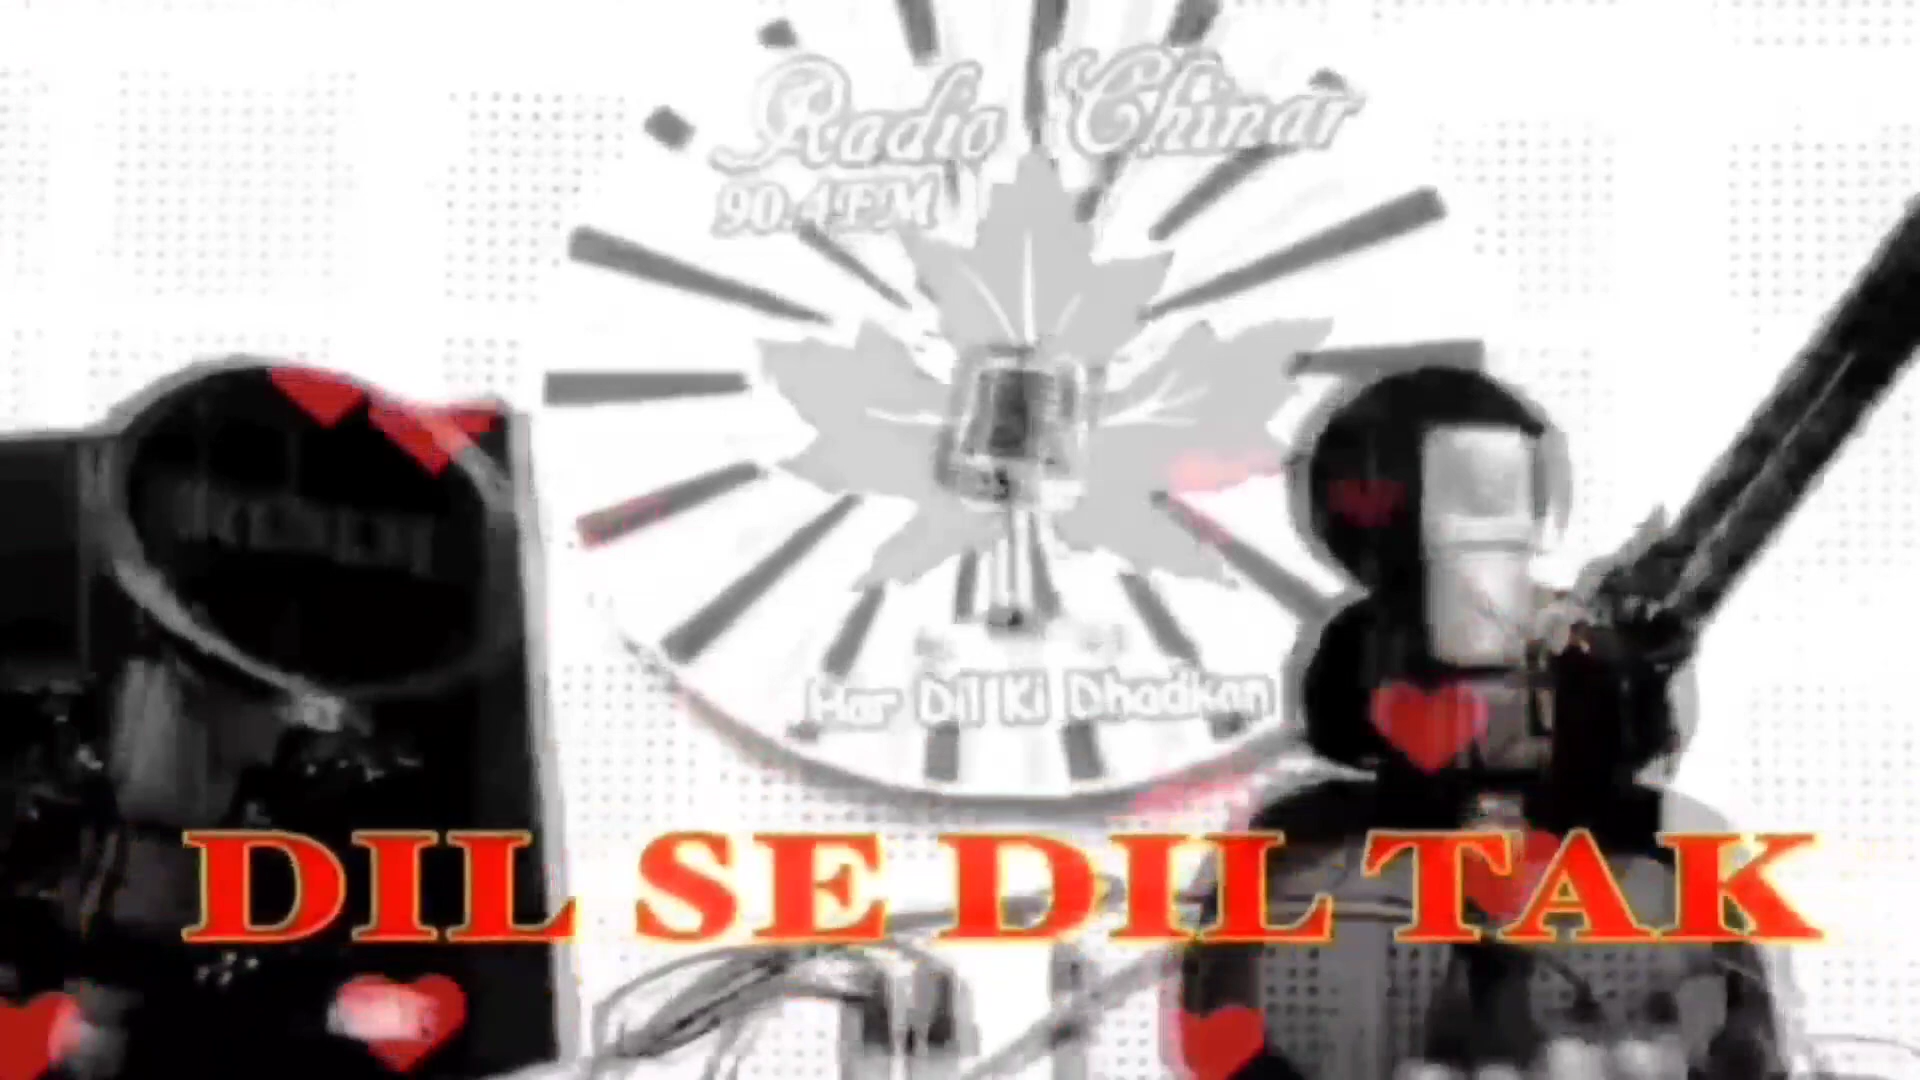 Radio Chinar
90.4 FM
Har Dil Ki Dhadkan
DIL SE DIL TAK